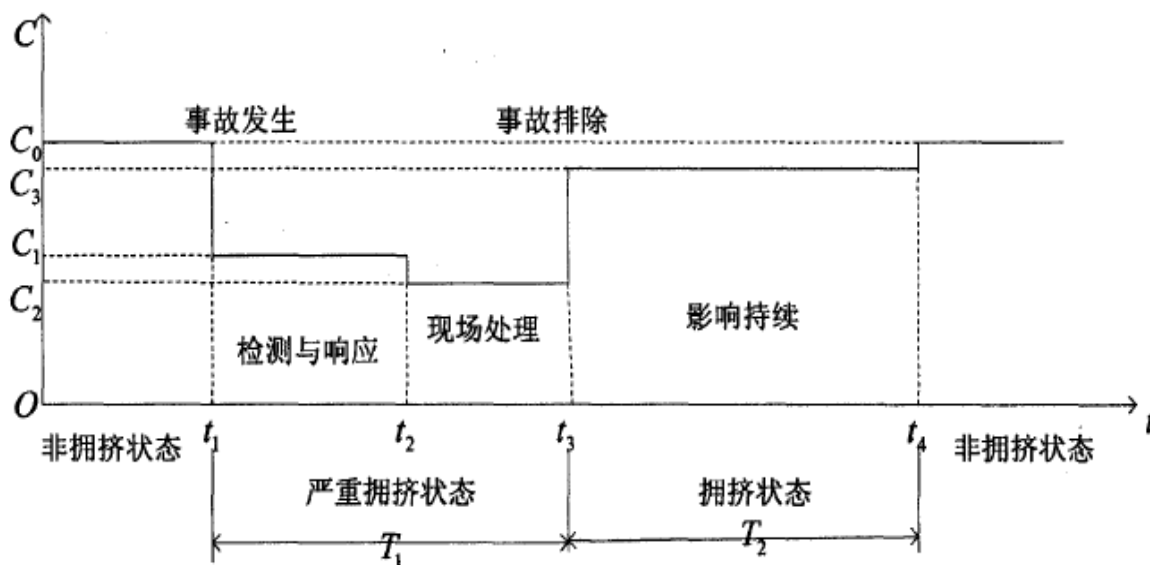 C
事故发生 事故排除
C₀
C₃
C₁
C₂
检测与响应 现场处理 影响持续
O
t
非拥挤状态 t₁ t₂ t₃ t₄ 非拥挤状态
严重拥挤状态 拥挤状态
T₁ T₂